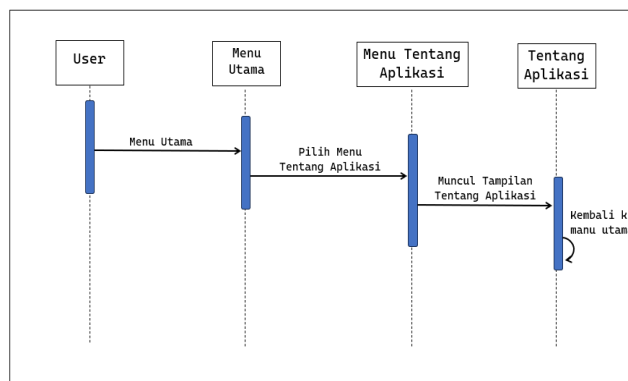 User
Menu
Utama
Menu Tentang
Aplikasi
Tentang
Aplikasi
Menu Utama
Pilih Menu
Tentang Aplikasi
Muncul Tampilan
Tentang Aplikasi
Kembali k
manu utam